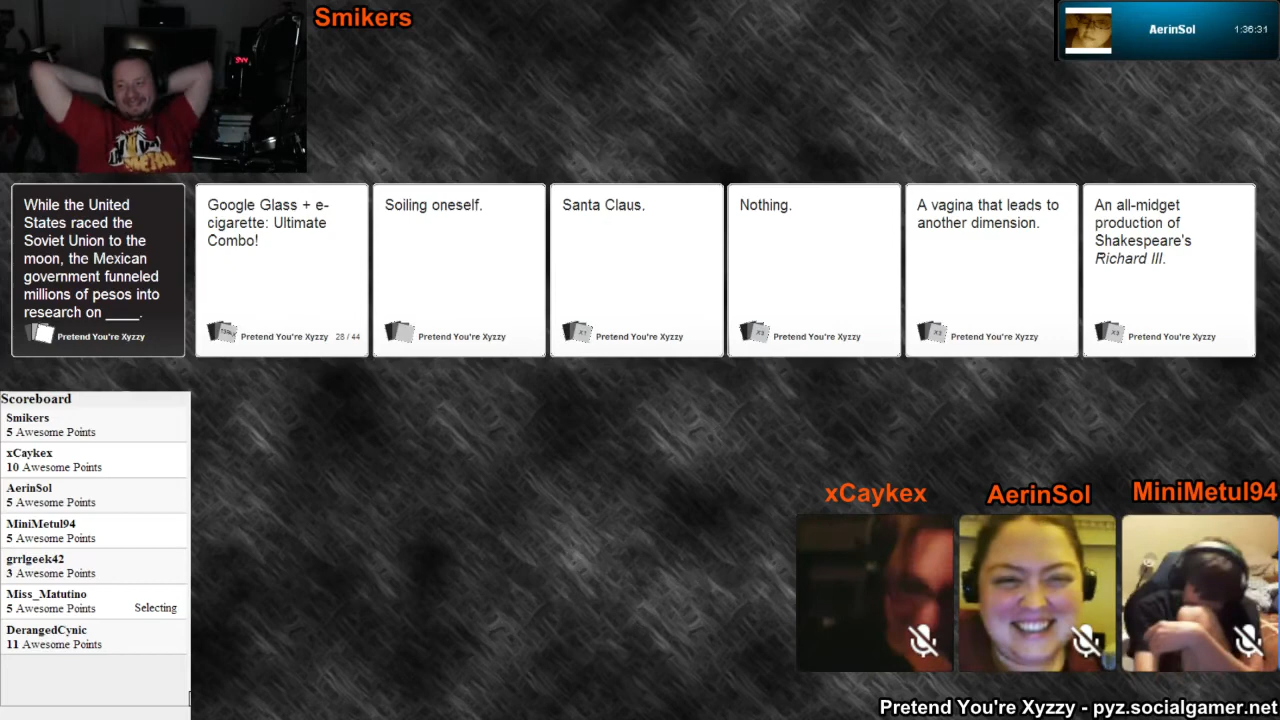 Smikers
AerinSol
1:36:31
While the United
States raced the
Soviet Union to the
moon, the Mexican
government funneled
millions of pesos into
research on ____.
Pretend You're Xyzzy
Google Glass + e-
cigarette: Ultimate
Combo!
Pretend You're Xyzzy 28 / 44
Soiling oneself.
Pretend You're Xyzzy
Santa Claus.
Pretend You're Xyzzy
Nothing.
Pretend You're Xyzzy
A vagina that leads to
another dimension.
Pretend You're Xyzzy
An all-midget
production of
Shakespeare's
Richard III.
Pretend You're Xyzzy
Scoreboard
Smikers
5 Awesome Points
xCaykex
10 Awesome Points
AerinSol
5 Awesome Points
MiniMetul94
5 Awesome Points
grrlgeek42
3 Awesome Points
Miss_Matutino
5 Awesome Points Selecting
DerangedCynic
11 Awesome Points
xCaykex
AerinSol
MiniMetul94
Pretend You're Xyzzy - pyz.socialgamer.net